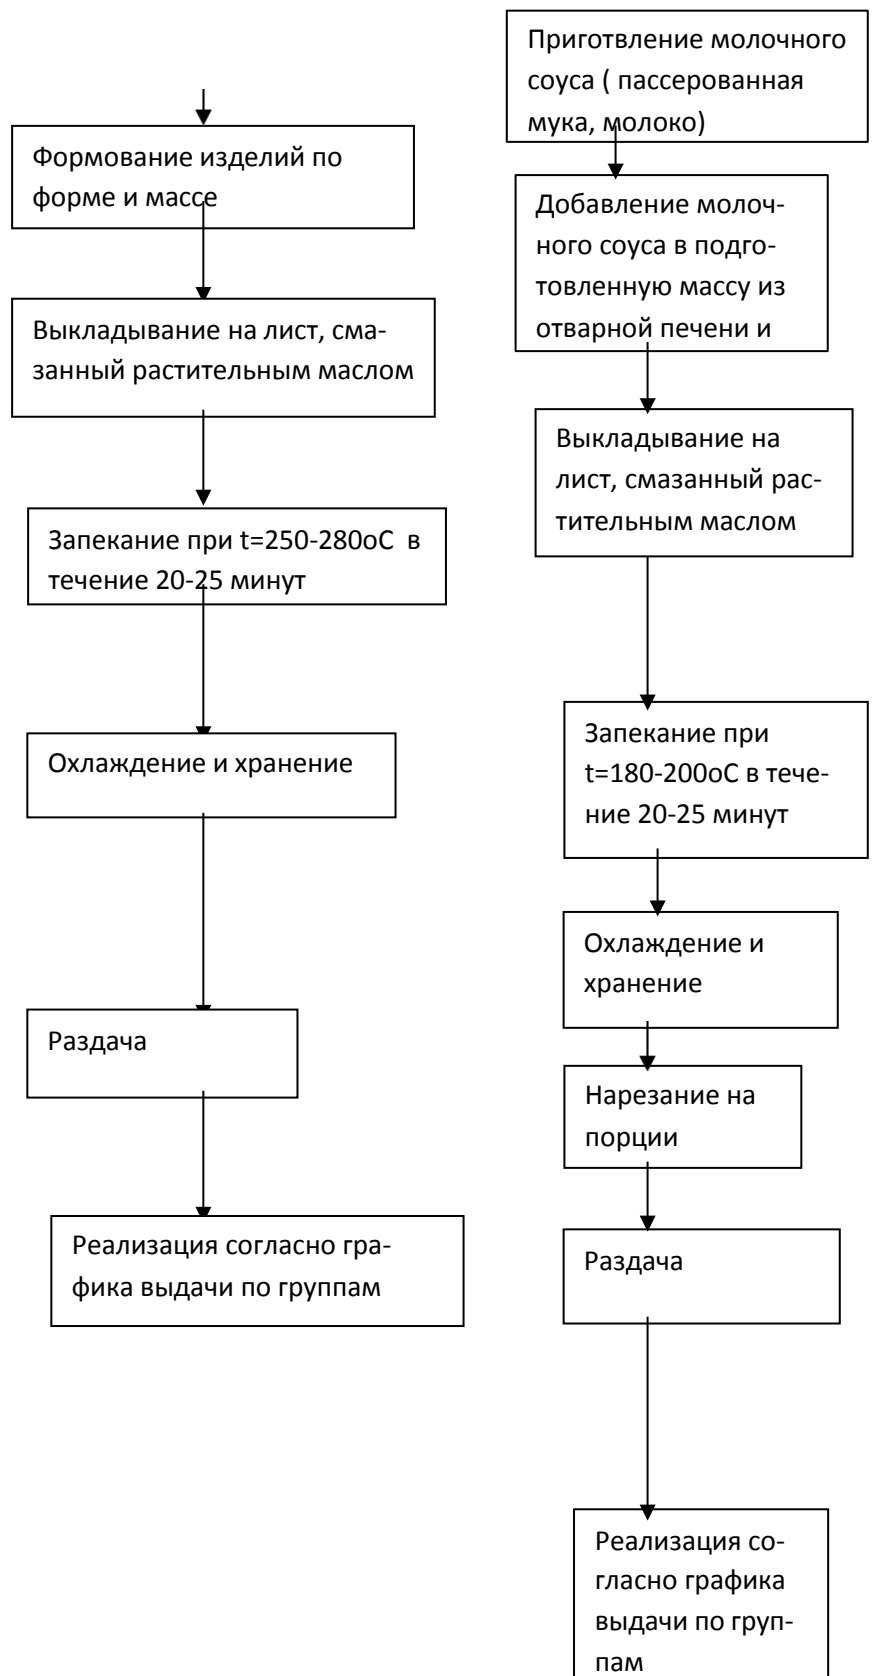 Формование изделий по
форме и массе
Выкладывание на лист, сма-
занный растительным маслом
Запекание при t=250-280оС в
течение 20-25 минут
Охлаждение и хранение
Раздача
Реализация согласно гра-
фика выдачи по группам
Приготвление молочного
соуса ( пассерованная
мука, молоко)
Добавление молоч-
ного соуса в подго-
товленную массу из
отварной печени и
Выкладывание на
лист, смазанный рас-
тительным маслом
Запекание при
t=180-200оС в тече-
ние 20-25 минут
Охлаждение и
хранение
Нарезание на
порции
Раздача
Реализация со-
гласно графика
выдачи по груп-
пам